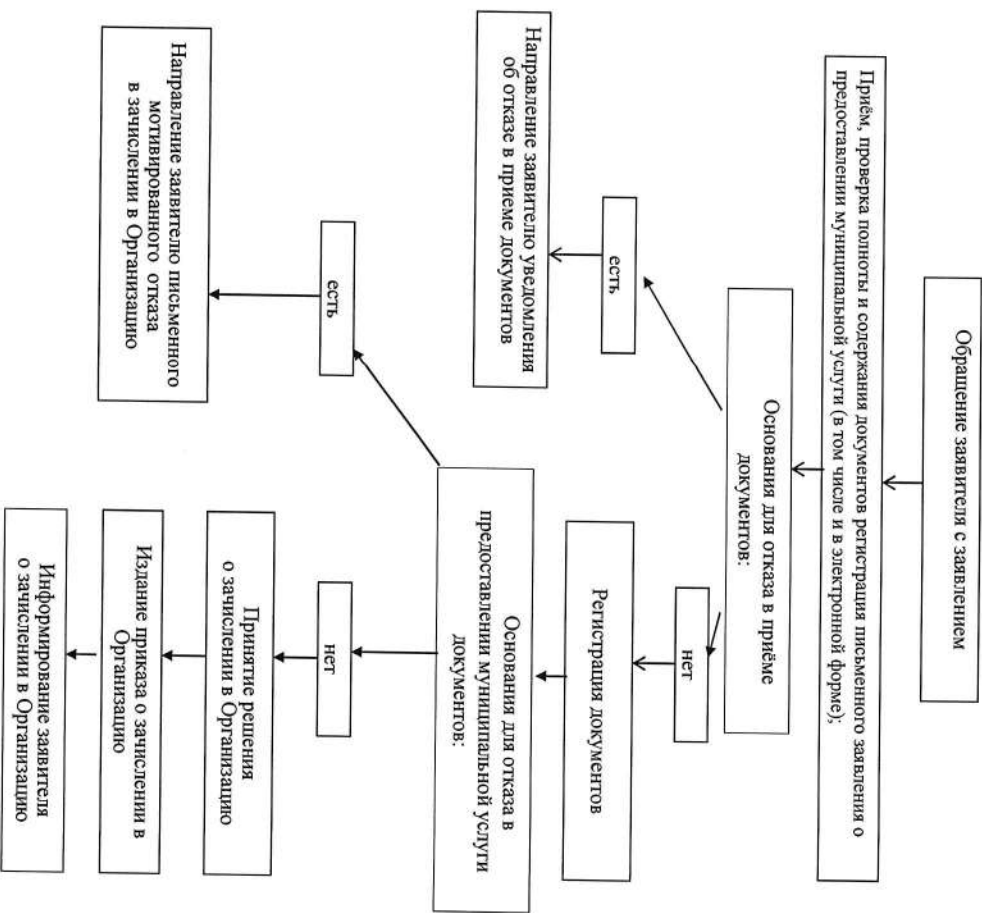 Обращение заявителя с заявлением
Приём, проверка полноты и содержания документов регистрация письменного заявления о
предоставлении муниципальной услуги (в том числе и в электронной форме);
Основания для отказа в приёме
документов:
есть
нет
Направление заявителю уведомления
об отказе в приеме документов
Регистрация документов
Основания для отказа в
предоставлении муниципальной услуги
документов:
есть
нет
Направление заявителю письменного
мотивированного отказа
в зачислении в Организацию
Принятие решения
о зачислении в Организацию
Издание приказа о зачислении в
Организацию
Информирование заявителя
о зачислении в Организацию